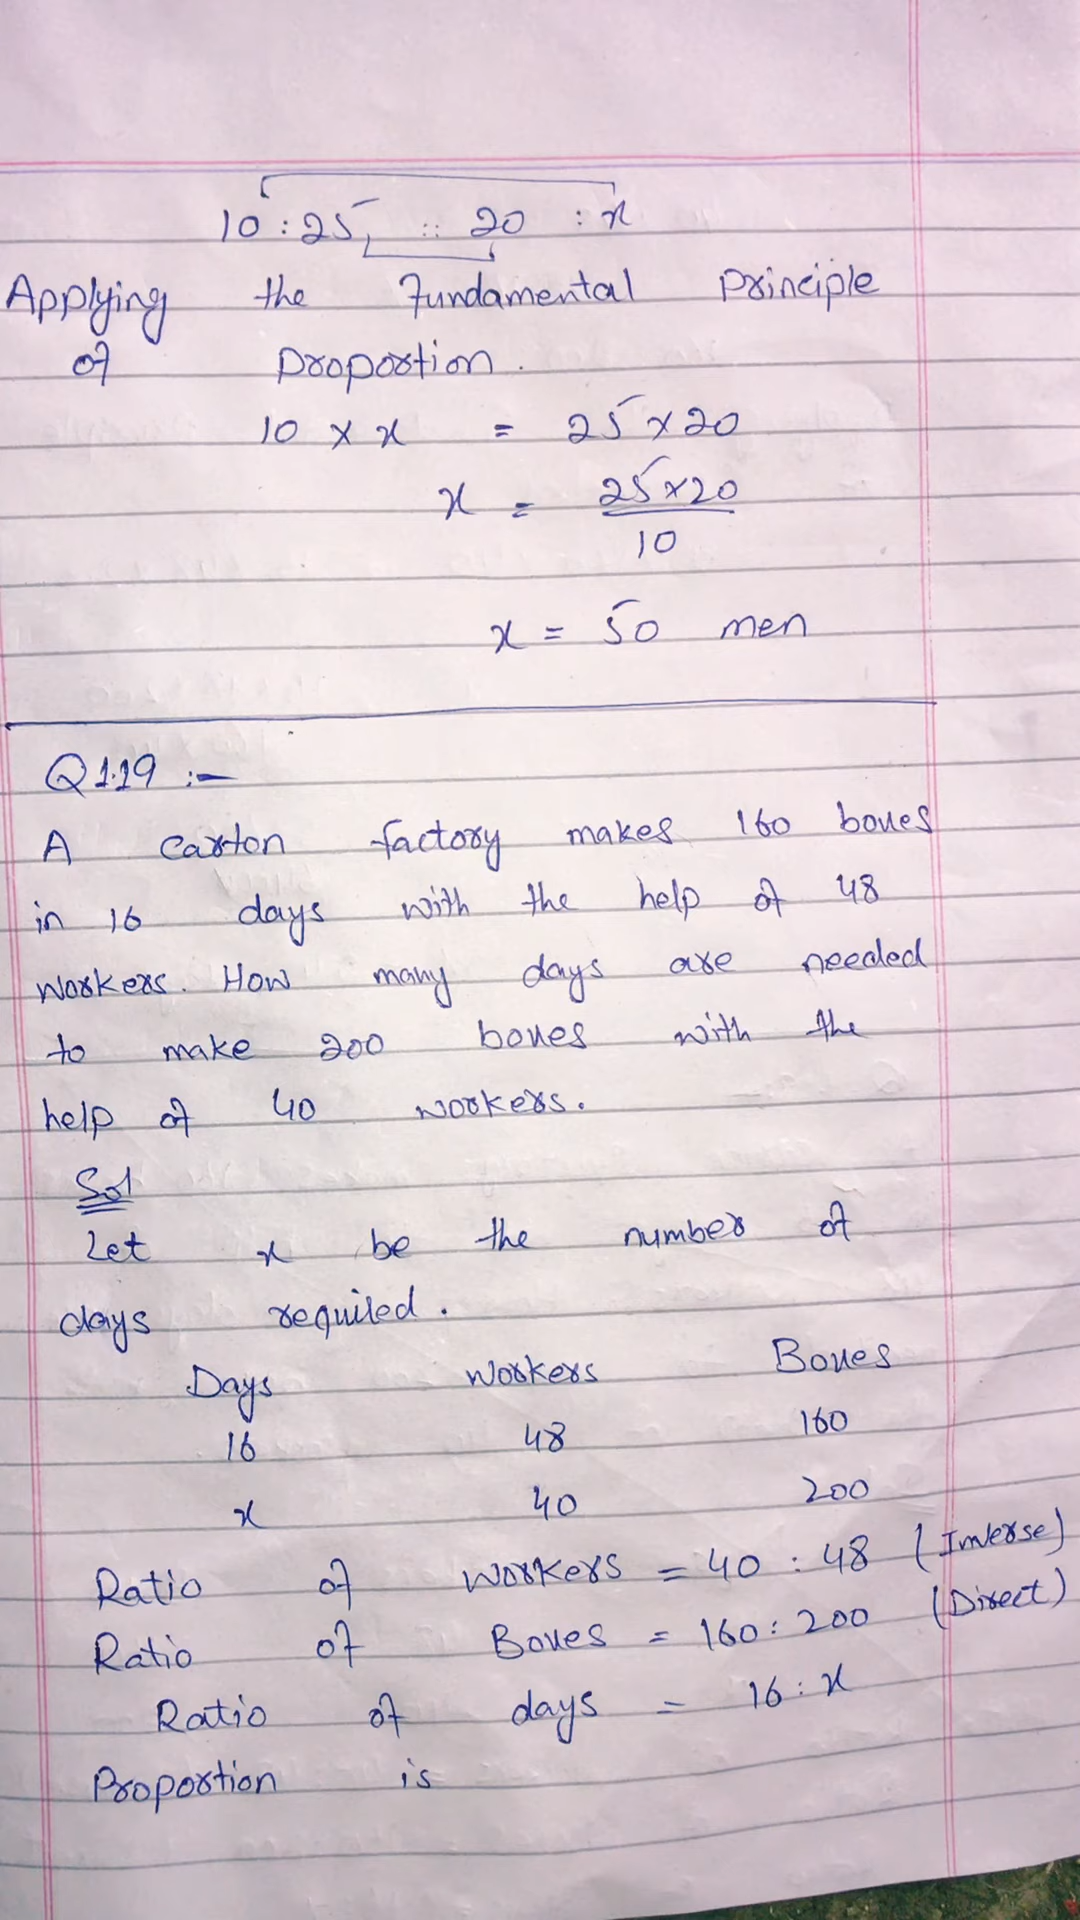 10 : 25 :: 20 : x
Applying the Fundamental Principle
of Proportion.
10 × x = 25 × 20
x = 25×20
10
x = 50 men
Q1.19 :-
A carton factory makes 160 boxes
in 16 days with the help of 48
workers. How many days are needed
to make 200 boxes with the
help of 40 workers.
Sol
Let x be the number of
days required.
Days Workers Boxes
16 48 160
x 40 200
Ratio of workers = 40 : 48 (Inverse)
Ratio of Boxes = 160 : 200 (Direct)
Ratio of days = 16 : x
Proportion is